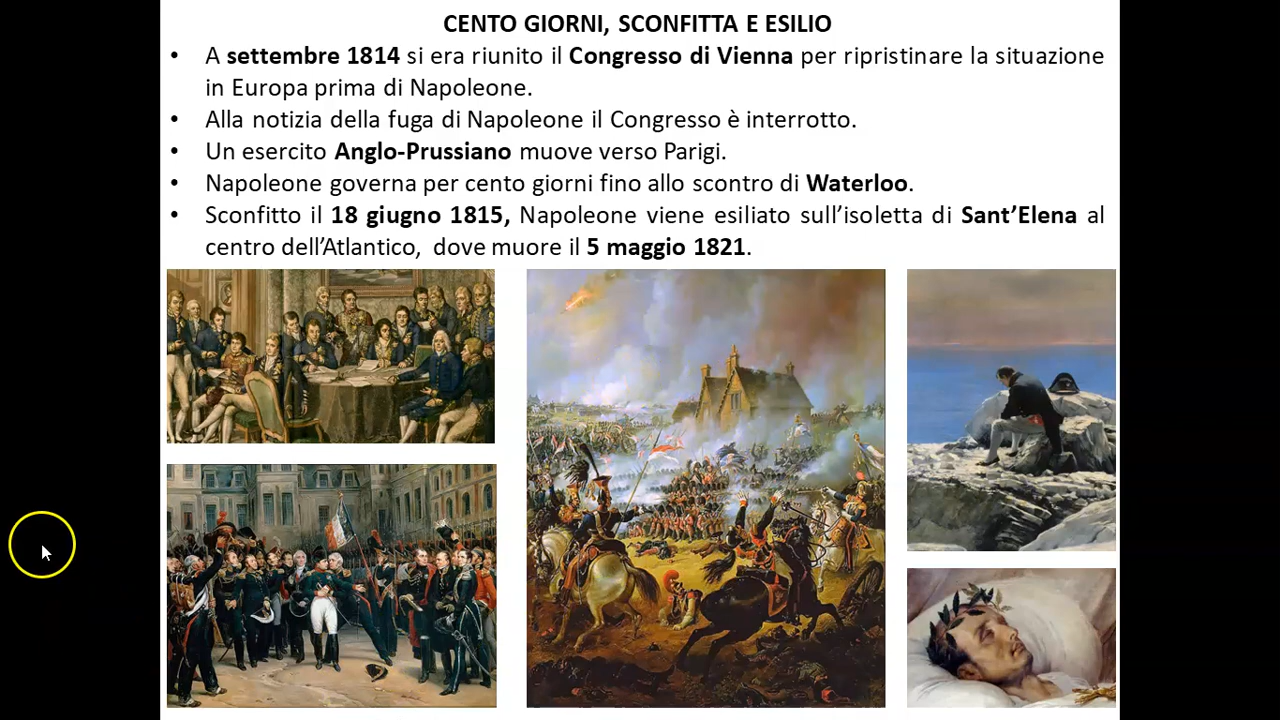 CENTO GIORNI, SCONFITTA E ESILIO
• A settembre 1814 si era riunito il Congresso di Vienna per ripristinare la situazione
in Europa prima di Napoleone.
• Alla notizia della fuga di Napoleone il Congresso è interrotto.
• Un esercito Anglo-Prussiano muove verso Parigi.
• Napoleone governa per cento giorni fino allo scontro di Waterloo.
• Sconfitto il 18 giugno 1815, Napoleone viene esiliato sull'isoletta di Sant'Elena al
centro dell'Atlantico, dove muore il 5 maggio 1821.